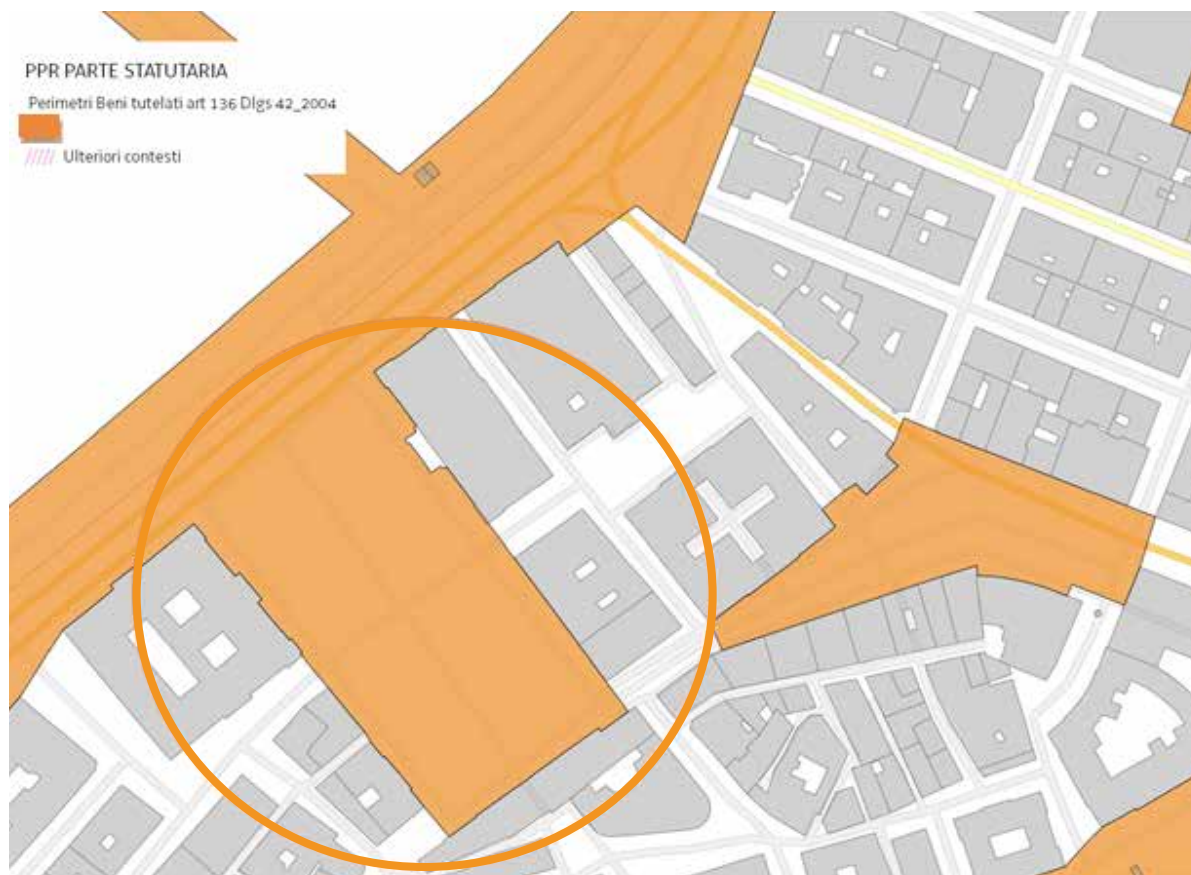 PPR PARTE STATUTARIA
Perimetri Beni tutelati art 136 Dlgs 42_2004
Ulteriori contesti